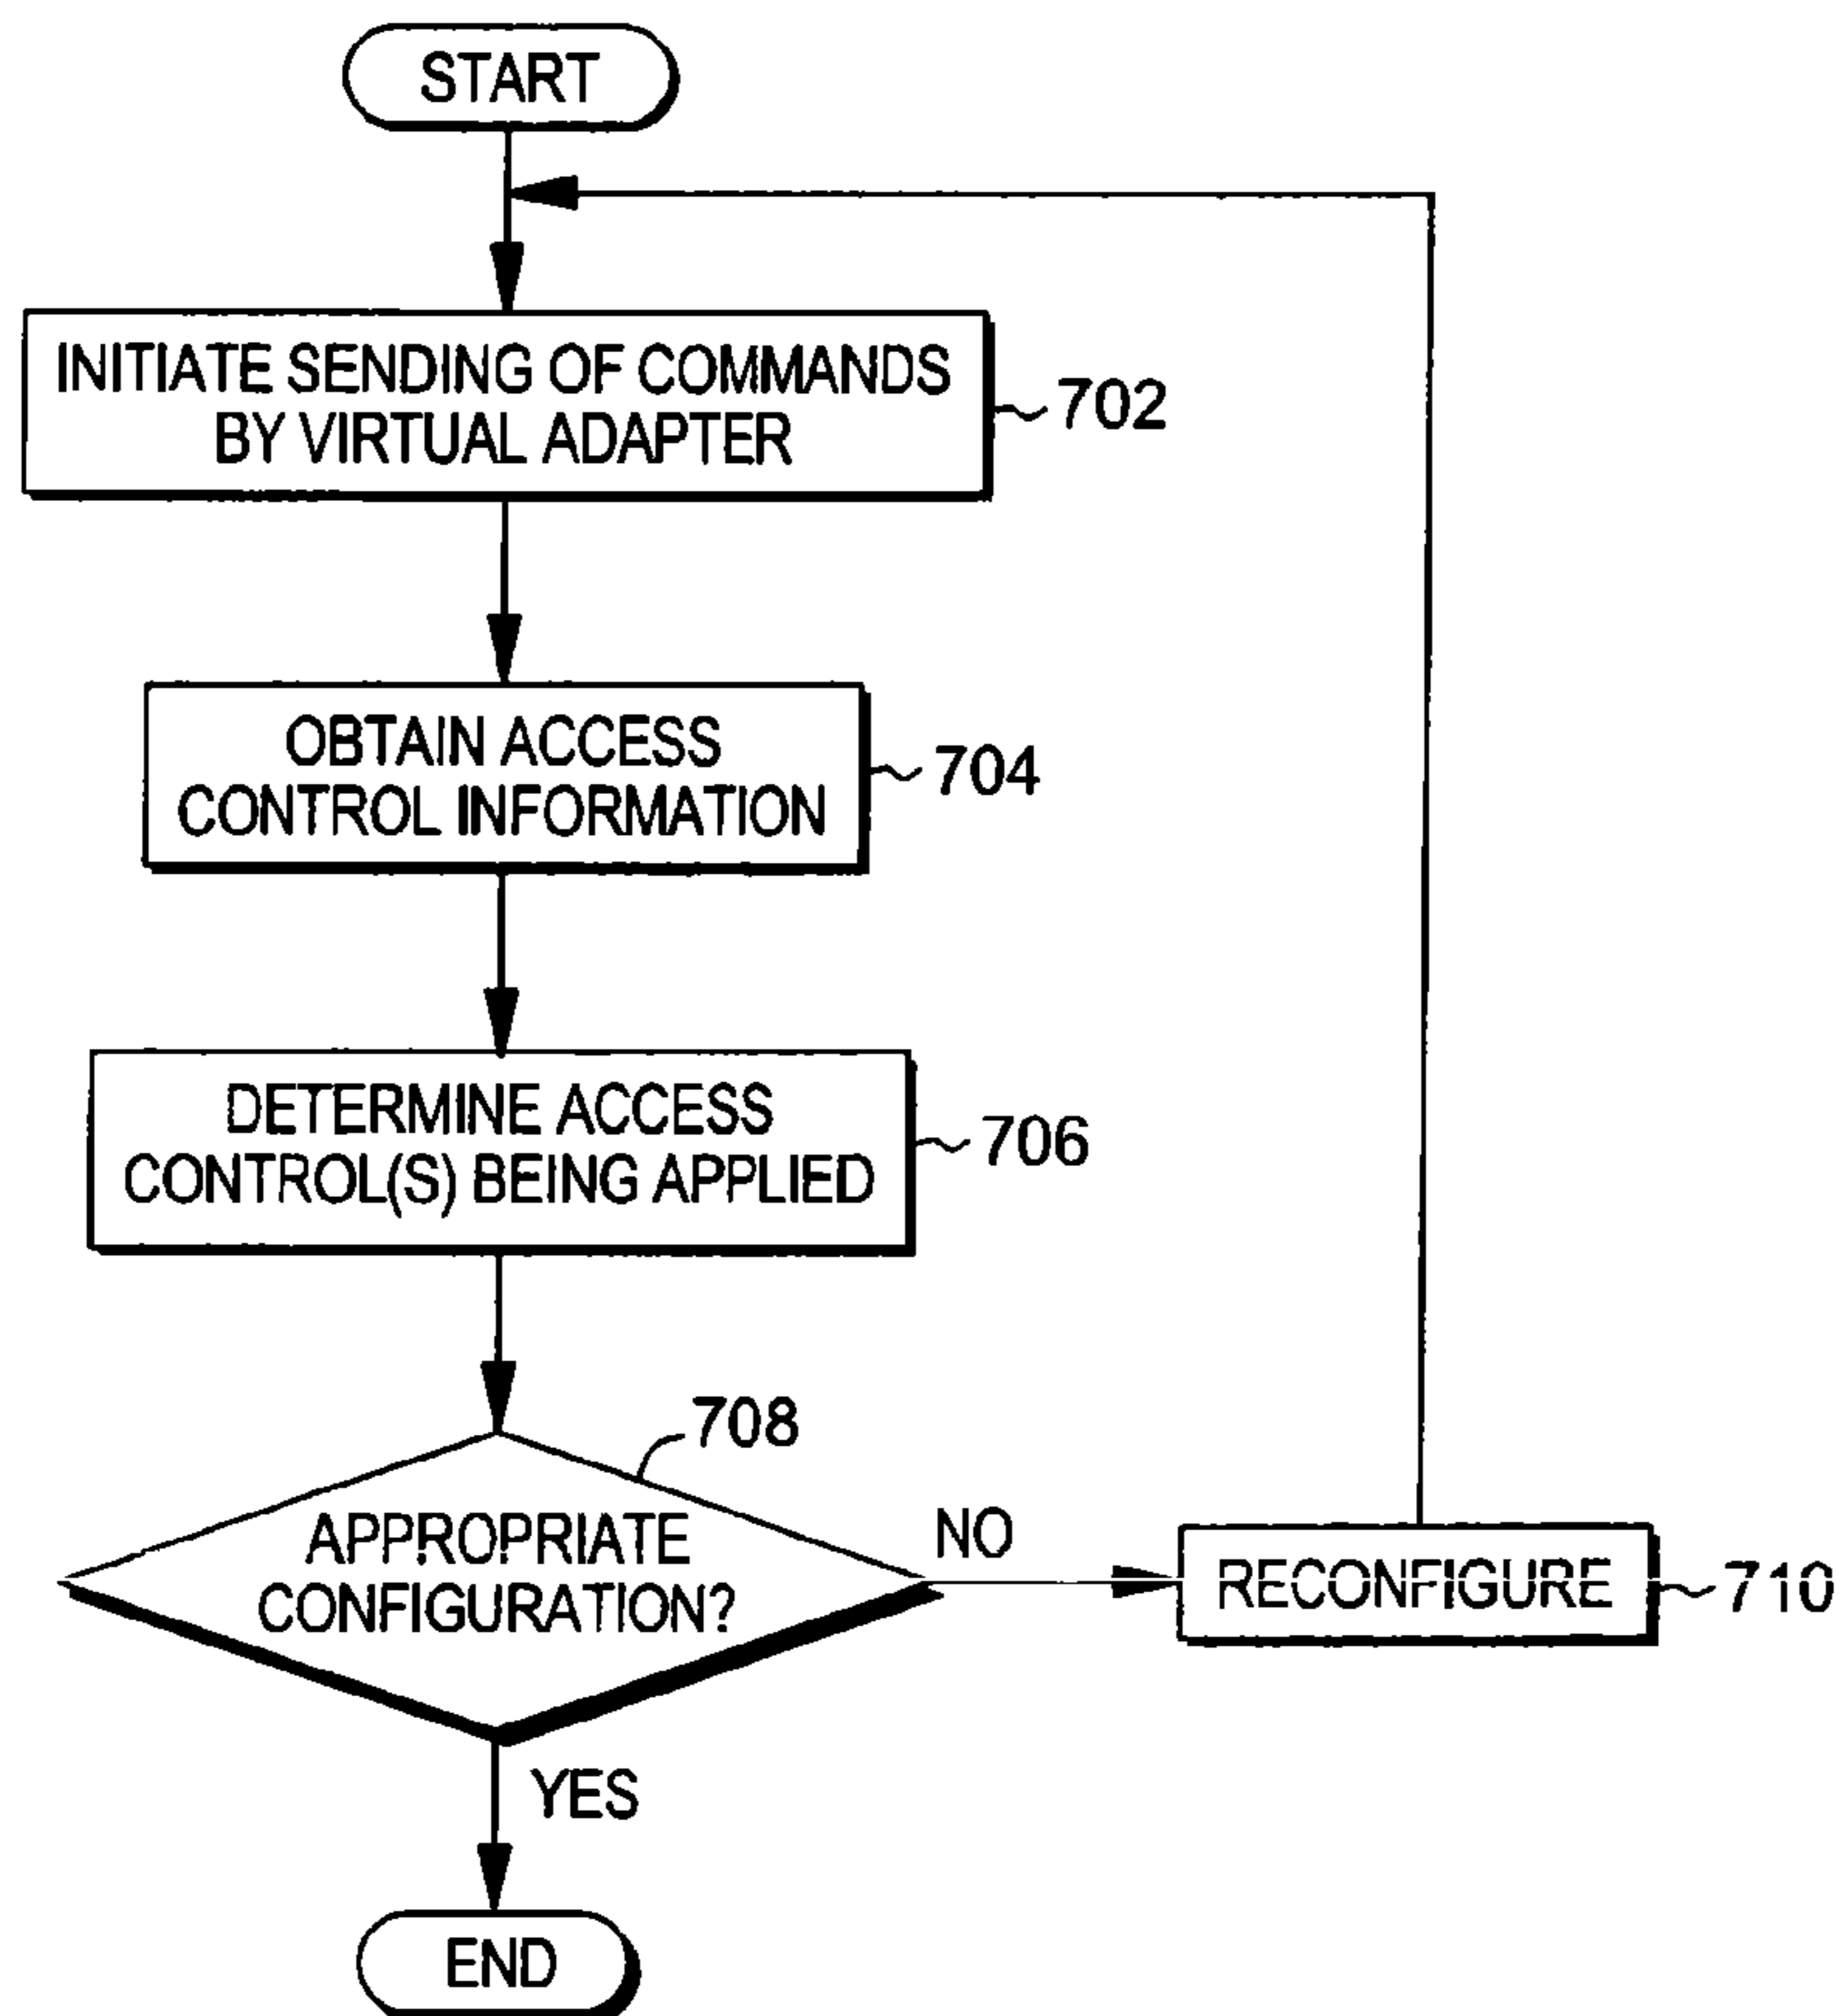 START
INITIATE SENDING OF COMMANDS
BY VIRTUAL ADAPTER
702
OBTAIN ACCESS
CONTROL INFORMATION
704
DETERMINE ACCESS
CONTROL(S) BEING APPLIED
706
708
APPROPRIATE
CONFIGURATION?
NO
RECONFIGURE
710
YES
END